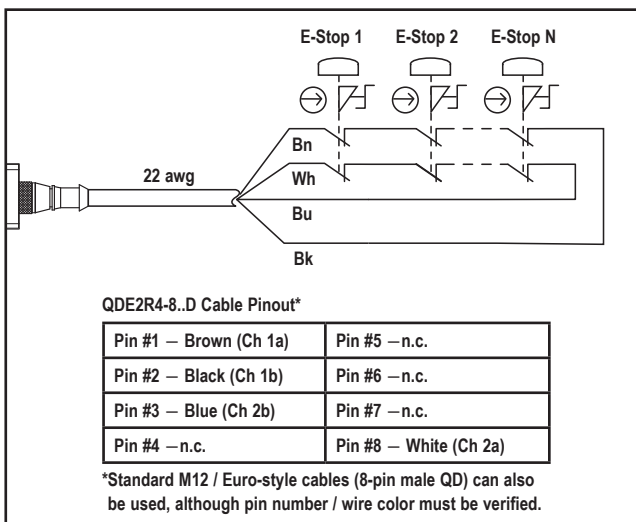 E-Stop 1 E-Stop 2 E-Stop N
Bn
22 awg
Wh
Bu
Bk
QDE2R4-8..D Cable Pinout*
Pin #1 — Brown (Ch 1a) Pin #5 —n.c.
Pin #2 — Black (Ch 1b) Pin #6 —n.c.
Pin #3 — Blue (Ch 2b) Pin #7 —n.c.
Pin #4 —n.c. Pin #8 — White (Ch 2a)
*Standard M12 / Euro-style cables (8-pin male QD) can also
be used, although pin number / wire color must be verified.